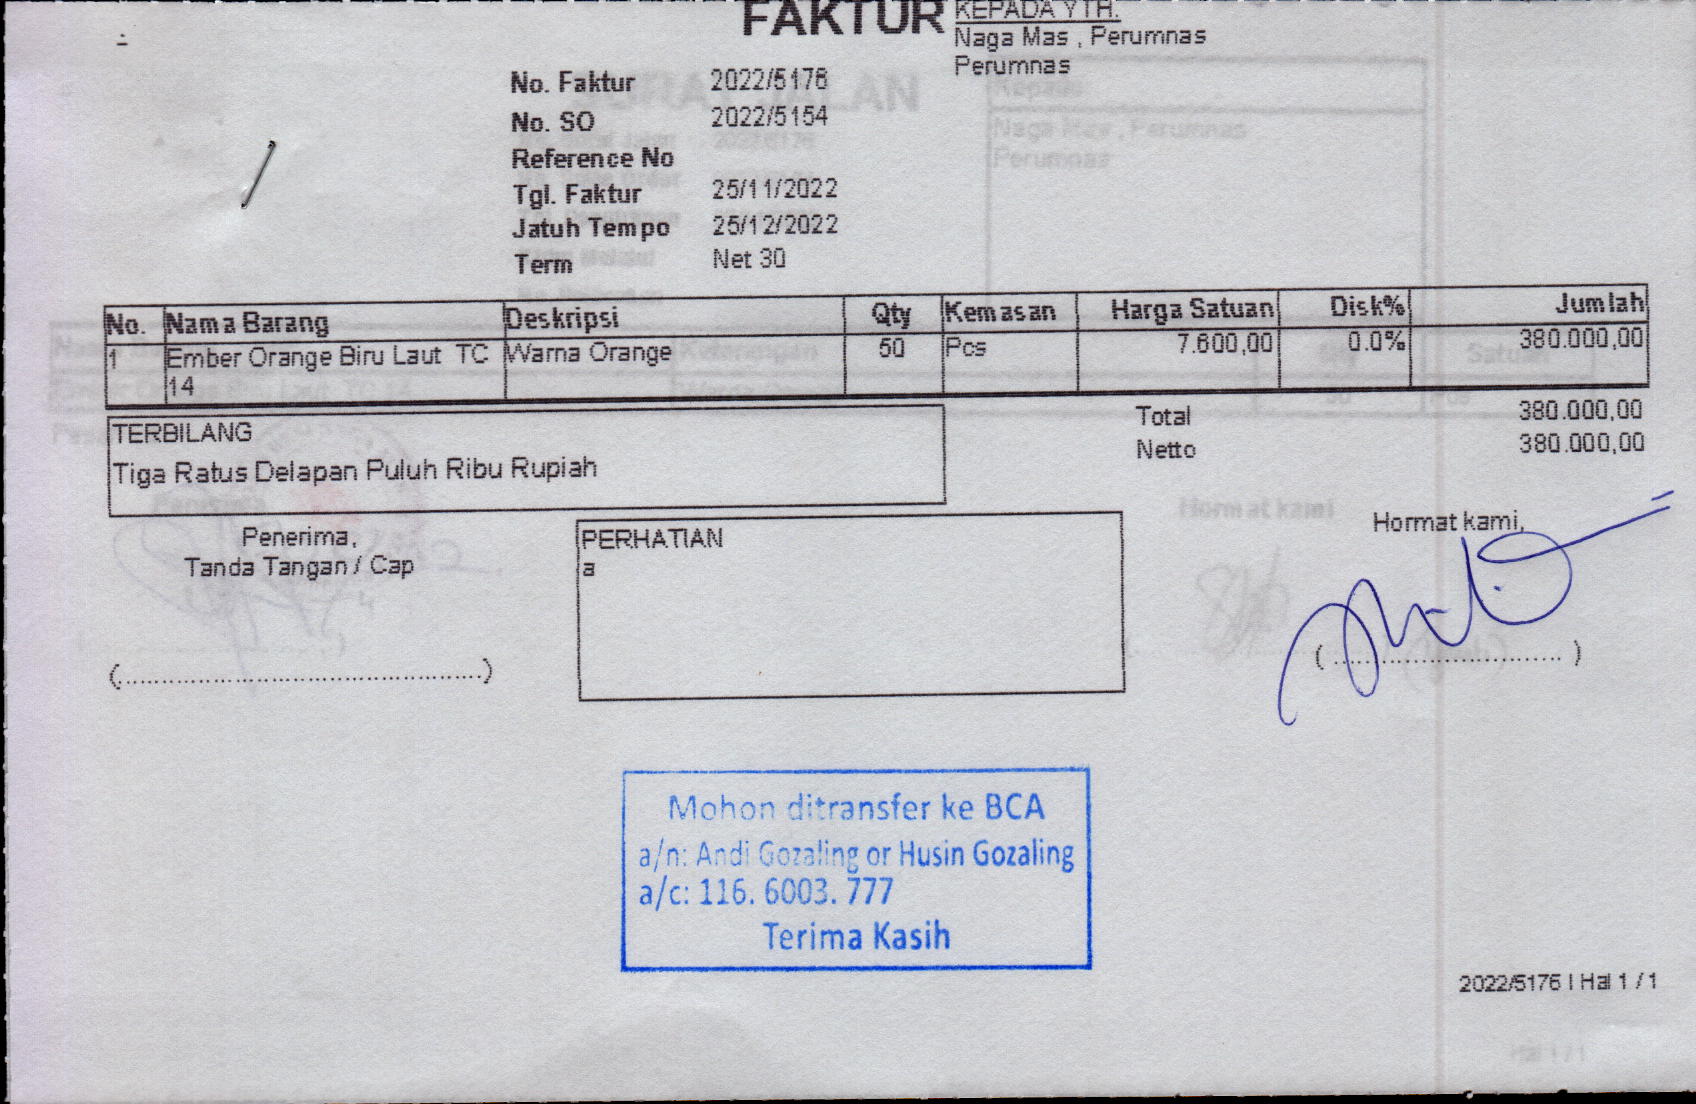 FAKTUR
KEPADA YTH.
Naga Mas , Perumnas
Perumnas
No. Faktur 2022/5176
No. SO 2022/5154
Reference No
Tgl. Faktur 25/11/2022
Jatuh Tempo 25/12/2022
Term Net 30
No. Nama Barang Deskripsi Qty Kemasan Harga Satuan Disk% Jumlah
1 Ember Orange Biru Laut TC Warna Orange 50 Pcs 7.600,00 0.0% 380.000,00
14
Total 380.000,00
Netto 380.000,00
TERBILANG
Tiga Ratus Delapan Puluh Ribu Rupiah
Penerima,
Tanda Tangan / Cap
(..............................................)
PERHATIAN
a
Hormat kami,
( .............................. )
Mohon ditransfer ke BCA
a/n: Andi Gozaling or Husin Gozaling
a/c: 116. 6003. 777
Terima Kasih
2022/5176 | Hal 1 / 1